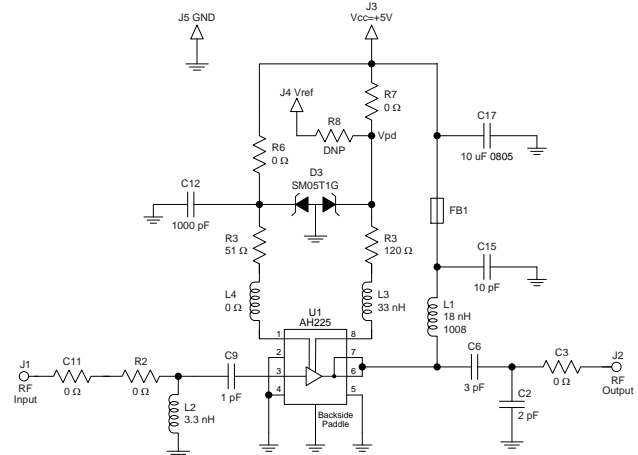 J5 GND
J3
Vcc=+5V
J4 Vref
R7
0 Ω
R8
DNP
Vpd
C17
10 uF 0805
R6
0 Ω
D3
SM05T1G
C12
1000 pF
FB1
R3
51 Ω
R3
120 Ω
C15
10 pF
L4
0 Ω
L3
33 nH
L1
18 nH
1008
U1
AH225
1
8
2
7
3
6
4
5
Backside
Paddle
J1
RF
Input
C11
0 Ω
R2
0 Ω
L2
3.3 nH
C9
1 pF
C6
3 pF
C3
0 Ω
C2
2 pF
J2
RF
Output